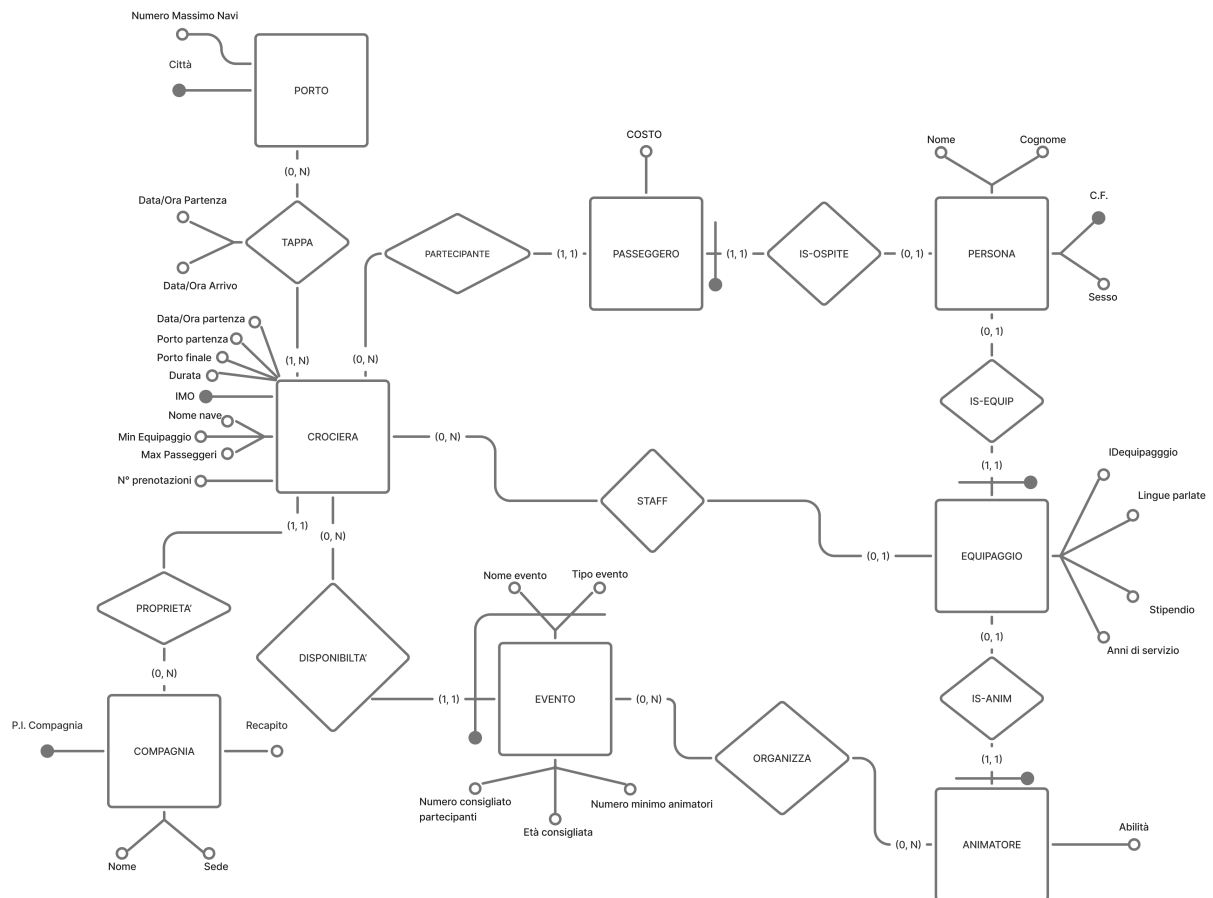 Numero Massimo Navi
Città
PORTO
(0, N)
Data/Ora Partenza
TAPPA
Data/Ora Arrivo
(1, N)
COSTO
PARTECIPANTE
(1, 1)
(0, N)
PASSEGGERO
(1, 1)
IS-OSPITE
(0, 1)
Nome
Cognome
C.F.
PERSONA
Sesso
(0, 1)
IS-EQUIP
(1, 1)
Data/Ora partenza
Porto partenza
Porto finale
Durata
IMO
Nome nave
Min Equipaggio
Max Passeggeri
N° prenotazioni
CROCIERA
(0, N)
STAFF
(0, 1)
EQUIPAGGIO
IDequipagggio
Lingue parlate
Stipendio
Anni di servizio
(0, 1)
IS-ANIM
(1, 1)
(1, 1)
(0, N)
PROPRIETA'
(0, N)
P.I. Compagnia
COMPAGNIA
Recapito
Nome
Sede
DISPONIBILTA'
(1, 1)
Nome evento
Tipo evento
EVENTO
(0, N)
Numero consigliato
partecipanti
Età consigliata
Numero minimo animatori
ORGANIZZA
(0, N)
ANIMATORE
Abilità